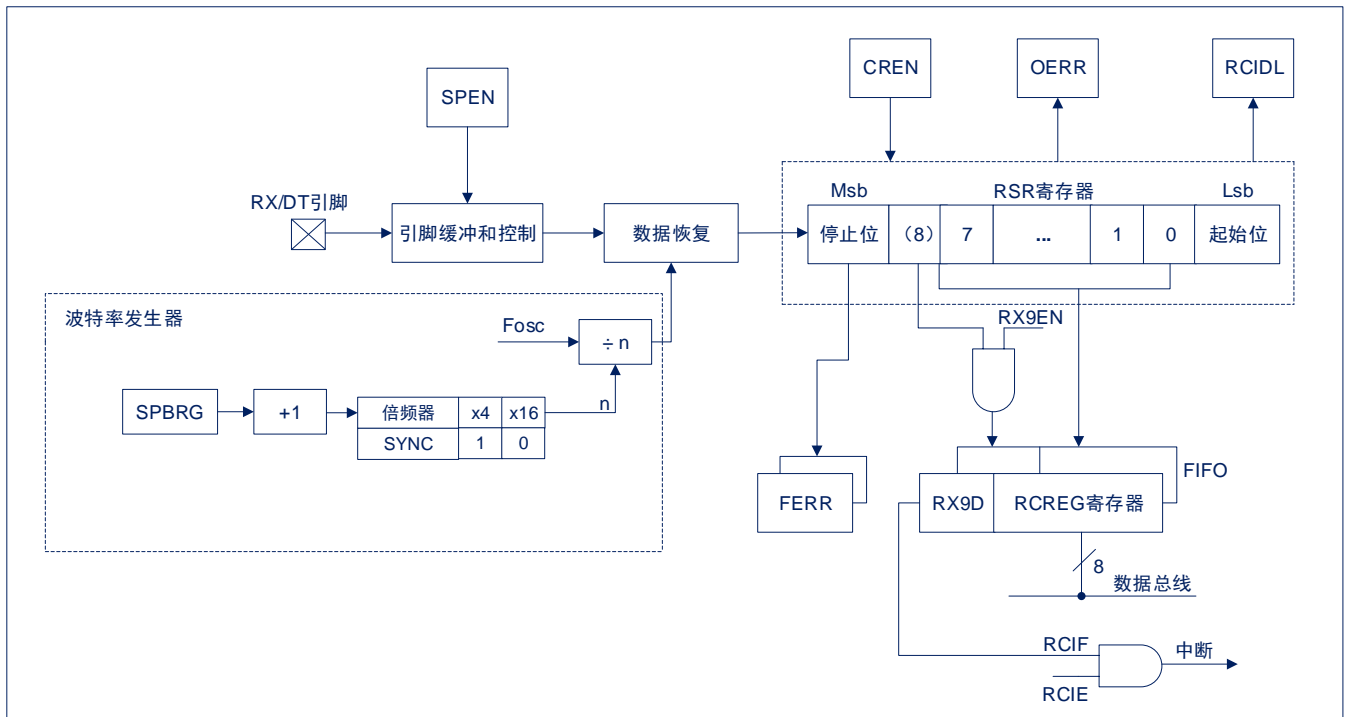 CREN
OERR
RCIDL
SPEN
Msb
RSR寄存器
Lsb
RX/DT引脚
引脚缓冲和控制
数据恢复
停止位
（8）
7
...
1
0
起始位
波特率发生器
Fosc
÷ n
RX9EN
SPBRG
+1
倍频器
x4
x16
n
SYNC
1
0
FIFO
FERR
RX9D
RCREG寄存器
8
数据总线
RCIF
中断
RCIE